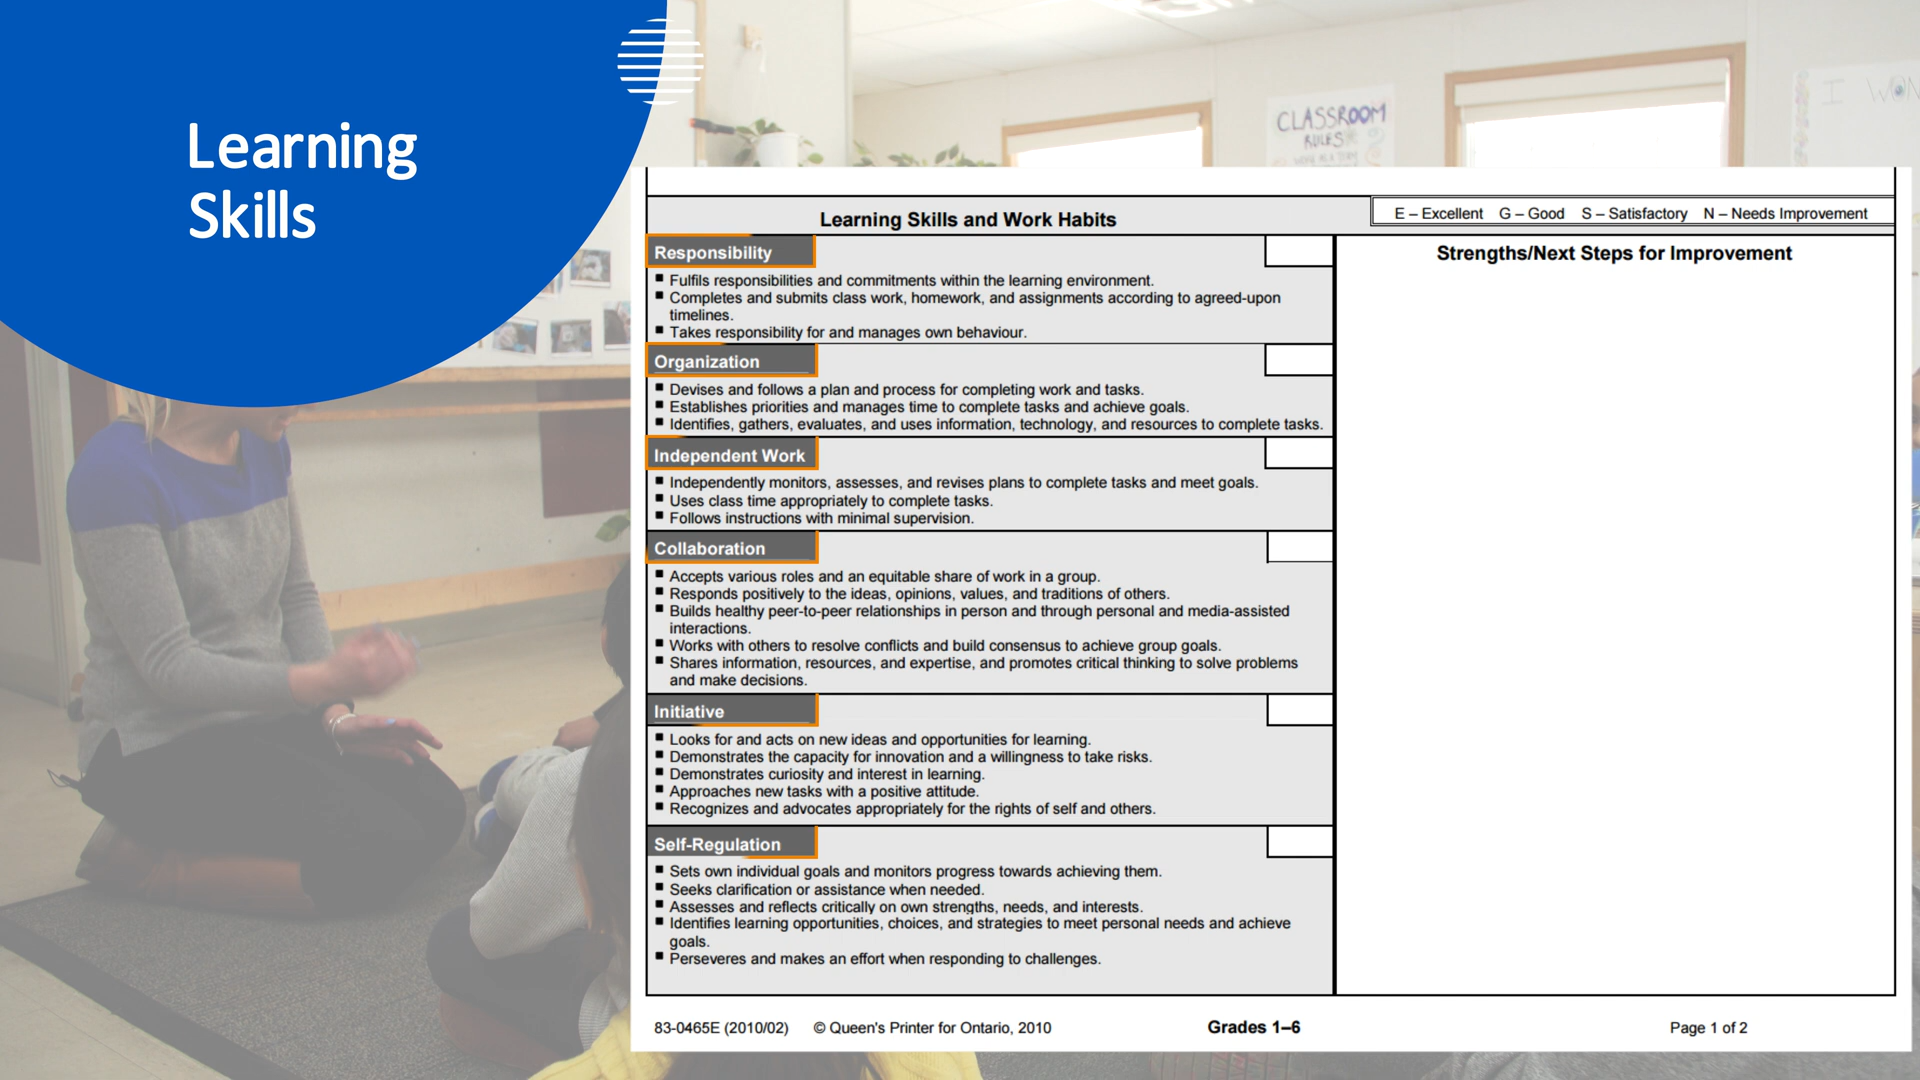 Learning
Skills
CLASSROOM
RULES
I WON
Learning Skills and Work Habits
E – Excellent G – Good S – Satisfactory N – Needs Improvement
Responsibility
Strengths/Next Steps for Improvement
Fulfils responsibilities and commitments within the learning environment.
Completes and submits class work, homework, and assignments according to agreed-upon
timelines.
Takes responsibility for and manages own behaviour.
Organization
Devises and follows a plan and process for completing work and tasks.
Establishes priorities and manages time to complete tasks and achieve goals.
Identifies, gathers, evaluates, and uses information, technology, and resources to complete tasks.
Independent Work
Independently monitors, assesses, and revises plans to complete tasks and meet goals.
Uses class time appropriately to complete tasks.
Follows instructions with minimal supervision.
Collaboration
Accepts various roles and an equitable share of work in a group.
Responds positively to the ideas, opinions, values, and traditions of others.
Builds healthy peer-to-peer relationships in person and through personal and media-assisted
interactions.
Works with others to resolve conflicts and build consensus to achieve group goals.
Shares information, resources, and expertise, and promotes critical thinking to solve problems
and make decisions.
Initiative
Looks for and acts on new ideas and opportunities for learning.
Demonstrates the capacity for innovation and a willingness to take risks.
Demonstrates curiosity and interest in learning.
Approaches new tasks with a positive attitude.
Recognizes and advocates appropriately for the rights of self and others.
Self-Regulation
Sets own individual goals and monitors progress towards achieving them.
Seeks clarification or assistance when needed.
Assesses and reflects critically on own strengths, needs, and interests.
Identifies learning opportunities, choices, and strategies to meet personal needs and achieve
goals.
Perseveres and makes an effort when responding to challenges.
83-0465E (2010/02) © Queen's Printer for Ontario, 2010 Grades 1–6 Page 1 of 2